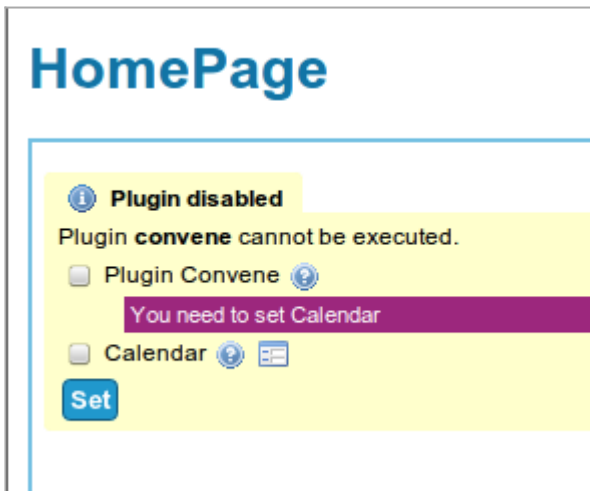 HomePage
Plugin disabled
Plugin convene cannot be executed.
Plugin Convene
You need to set Calendar
Calendar
Set